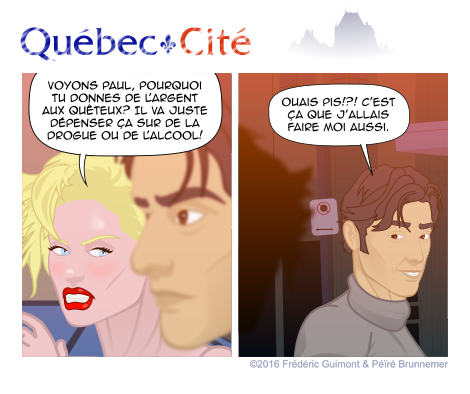 Québec⚜Cité
VOYONS PAUL, POURQUOI
TU DONNES DE L'ARGENT
AUX QUÊTEUX? IL VA JUSTE
DÉPENSER ÇA SUR DE LA
DROGUE OU DE L'ALCOOL!
OUAIS PIS!?! C'EST
ÇA QUE J'ALLAIS
FAIRE MOI AUSSI.
©2016 Frédéric Guimont & Pëïré Brunnemer